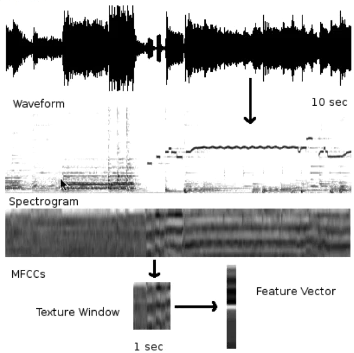 Waveform
10 sec
Spectrogram
MFCCs
Texture Window
Feature Vector
1 sec